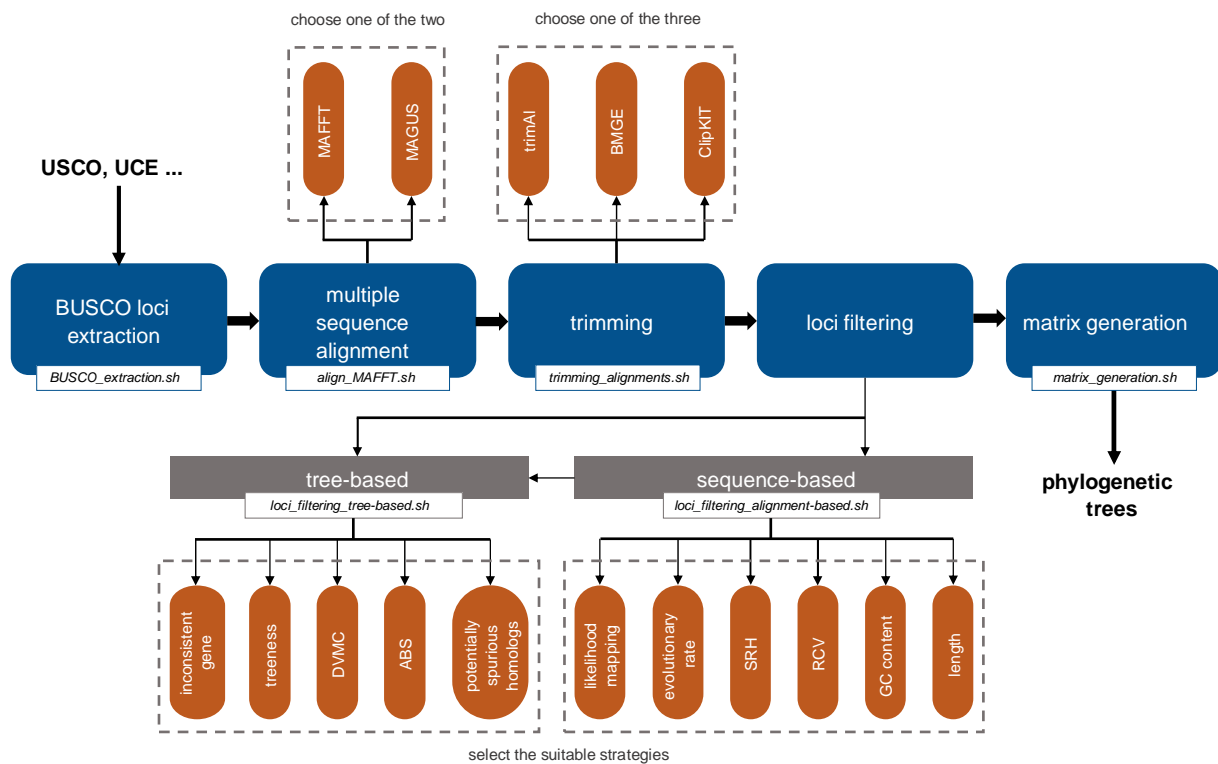 choose one of the two
choose one of the three
MAFFT
MAGUS
trimAl
BMGE
ClipKIT
USCO, UCE ...
BUSCO loci
extraction
BUSCO_extraction.sh
multiple
sequence
alignment
align_MAFFT.sh
trimming
trimming_alignments.sh
loci filtering
matrix generation
matrix_generation.sh
tree-based
loci_filtering_tree-based.sh
sequence-based
loci_filtering_alignment-based.sh
phylogenetic
trees
inconsistent
gene
treeness
DVMC
ABS
potentially
spurious
homologs
likelihood
mapping
evolutionary
rate
SRH
RCV
GC content
length
select the suitable strategies